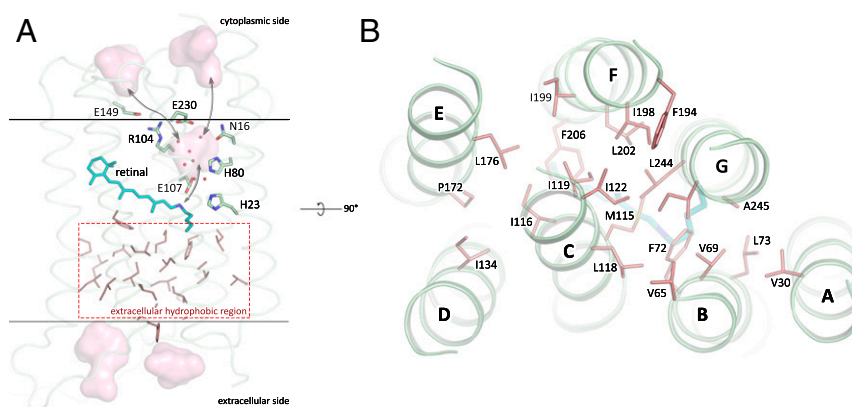 A
cytoplasmic side
E149
E230
R104
N16
retinal
E107
H80
H23
extracellular hydrophobic region
extracellular side
90°
B
F
I199
I198
F194
E
F206
L202
G
L176
L244
P172
I119
I122
A245
I116
M115
C
F72
V69
L73
I134
L118
V30
V65
A
D
B